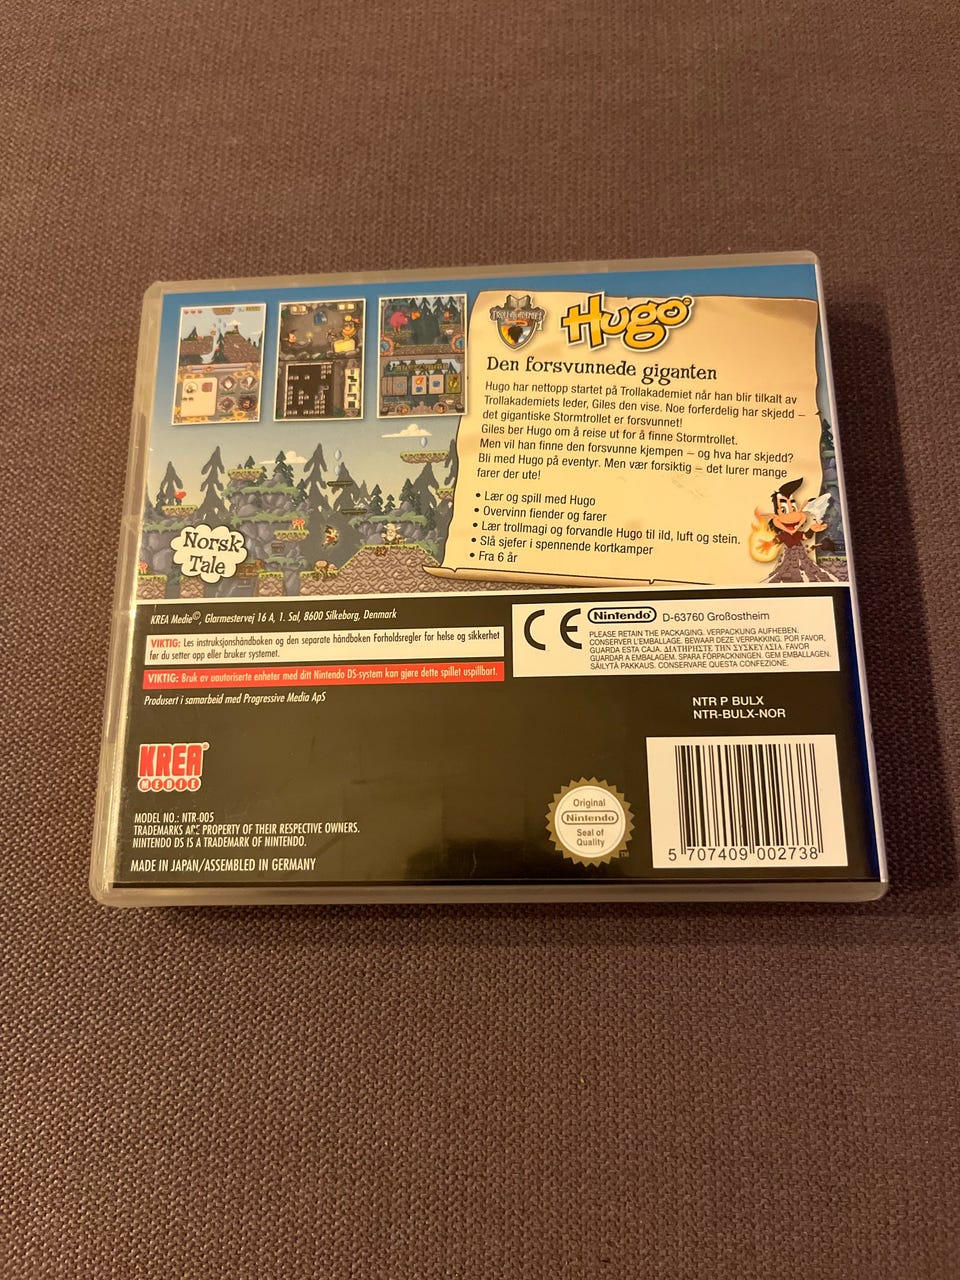 TROLLAKADEMIET
1
Hugo®
Den forsvunnede giganten
Hugo har nettopp startet på Trollakademiet når han blir tilkalt av
Trollakademiets leder, Giles den vise. Noe forferdelig har skjedd –
det gigantiske Stormtrollet er forsvunnet!
Giles ber Hugo om å reise ut for å finne Stormtrollet.
Men vil han finne den forsvunne kjempen – og hva har skjedd?
Bli med Hugo på eventyr. Men vær forsiktig – det lurer mange
farer der ute!
• Lær og spill med Hugo
• Overvinn fiender og farer
• Lær trollmagi og forvandle Hugo til ild, luft og stein.
• Slå sjefer i spennende kortkamper
• Fra 6 år
Norsk
Tale
KREA Medie©, Glarmestervej 16 A, 1. Sal, 8600 Silkeborg, Denmark
VIKTIG: Les instruksjonshåndboken og den separate håndboken Forholdsregler for helse og sikkerhet
før du setter opp eller bruker systemet.
VIKTIG: Bruk av uautoriserte enheter med ditt Nintendo DS-system kan gjøre dette spillet uspillbart.
Produsert i samarbeid med Progressive Media ApS
CE
Nintendo® D-63760 Großostheim
PLEASE RETAIN THE PACKAGING. VERPACKUNG AUFHEBEN.
CONSERVER L'EMBALLAGE. BEWAAR DEZE VERPAKKING. POR FAVOR,
GUARDA ESTA CAJA. ΔΙΑΤΗΡΗΣΤΕ ΤΗΝ ΣΥΣΚΕΥΑΣΙΑ. FAVOR
GUARDAR A EMBALAGEM. SPARA FÖRPACKNINGEN. GEM EMBALLAGEN.
SÄILYTÄ PAKKAUS. CONSERVARE QUESTA CONFEZIONE.
NTR P BULX
NTR-BULX-NOR
KREA®
MEDIE
MODEL NO.: NTR-005
TRADEMARKS ARE PROPERTY OF THEIR RESPECTIVE OWNERS.
NINTENDO DS IS A TRADEMARK OF NINTENDO.
MADE IN JAPAN/ASSEMBLED IN GERMANY
Original
Nintendo
Seal of
Quality
TM
5 707409 002738